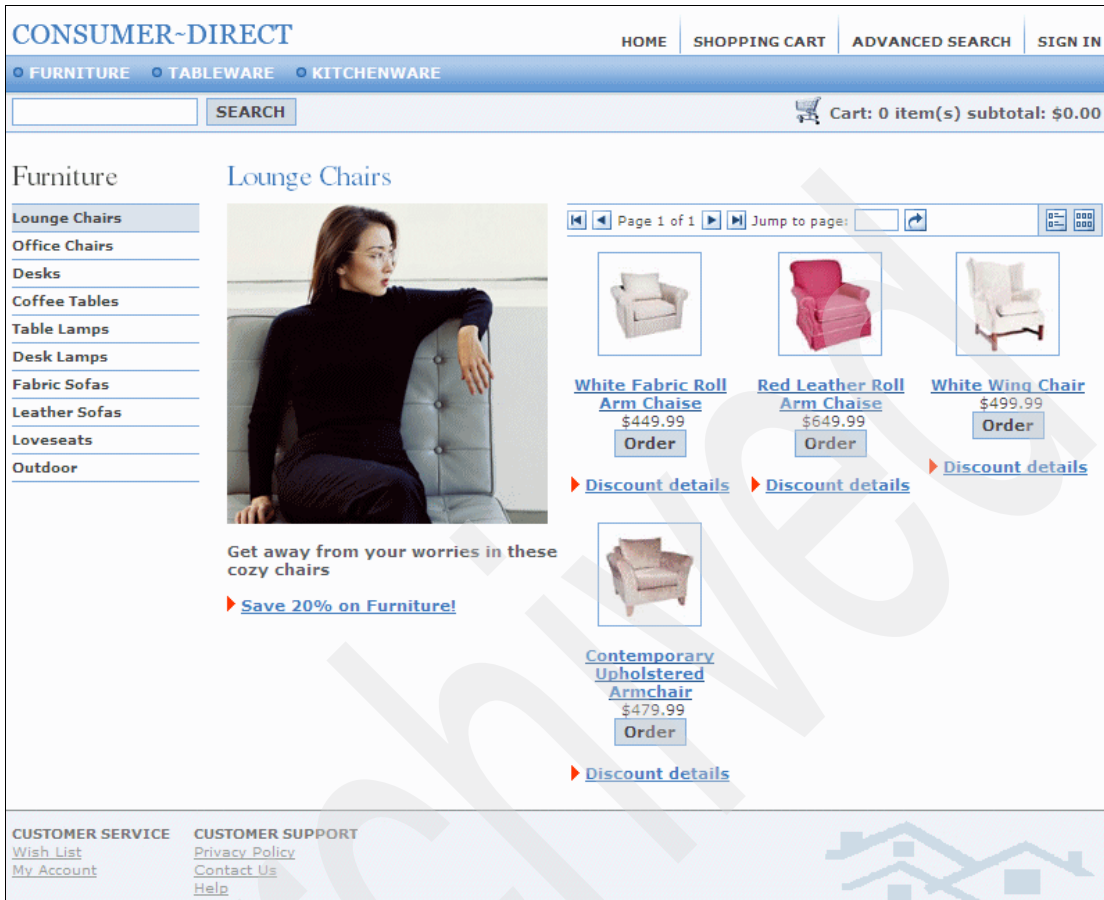 CONSUMER~DIRECT
HOME SHOPPING CART ADVANCED SEARCH SIGN IN
FURNITURE TABLEWARE KITCHENWARE
SEARCH Cart: 0 item(s) subtotal: $0.00
Furniture
Lounge Chairs
Office Chairs
Desks
Coffee Tables
Table Lamps
Desk Lamps
Fabric Sofas
Leather Sofas
Loveseats
Outdoor
Lounge Chairs
Get away from your worries in these
cozy chairs
Save 20% on Furniture!
Page 1 of 1 Jump to page:
White Fabric Roll
Arm Chaise
$449.99
Order
Discount details
Red Leather Roll
Arm Chaise
$649.99
Order
Discount details
White Wing Chair
$499.99
Order
Discount details
Contemporary
Upholstered
Armchair
$479.99
Order
Discount details
CUSTOMER SERVICE
Wish List
My Account
CUSTOMER SUPPORT
Privacy Policy
Contact Us
Help